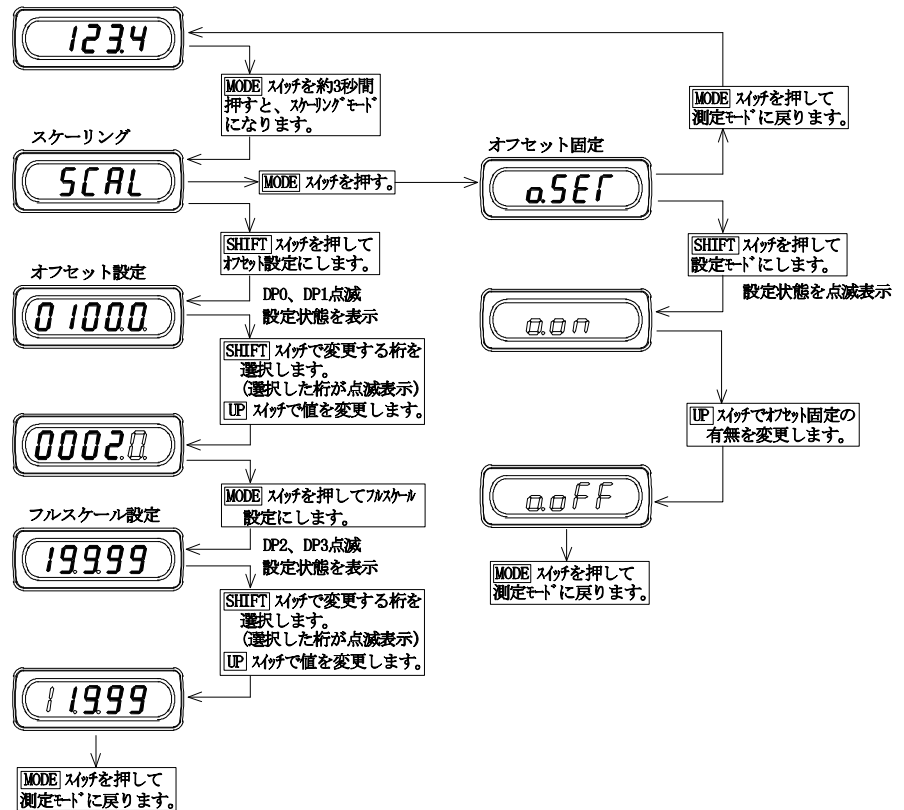 123.4
MODE スイッチを約3秒間
押すと、スケーリングモード
になります。
スケーリング
SCAL
MODE スイッチを押す。
SHIFT スイッチを押して
オフセット設定にします。
オフセット設定
0100.0.
DP0、DP1点滅
設定状態を表示
SHIFT スイッチで変更する桁を
選択します。
(選択した桁が点滅表示)
UP スイッチで値を変更します。
0002.0.
MODE スイッチを押してフルスケール
設定にします。
フルスケール設定
19.9.99
DP2、DP3点滅
設定状態を表示
SHIFT スイッチで変更する桁を
選択します。
(選択した桁が点滅表示)
UP スイッチで値を変更します。
11.9.99
MODE スイッチを押して
測定モードに戻ります。
MODE スイッチを押して
測定モードに戻ります。
オフセット固定
o.SET
SHIFT スイッチを押して
設定モードにします。
設定状態を点滅表示
o.on
UP スイッチでオフセット固定の
有無を変更します。
o.oFF
MODE スイッチを押して
測定モードに戻ります。